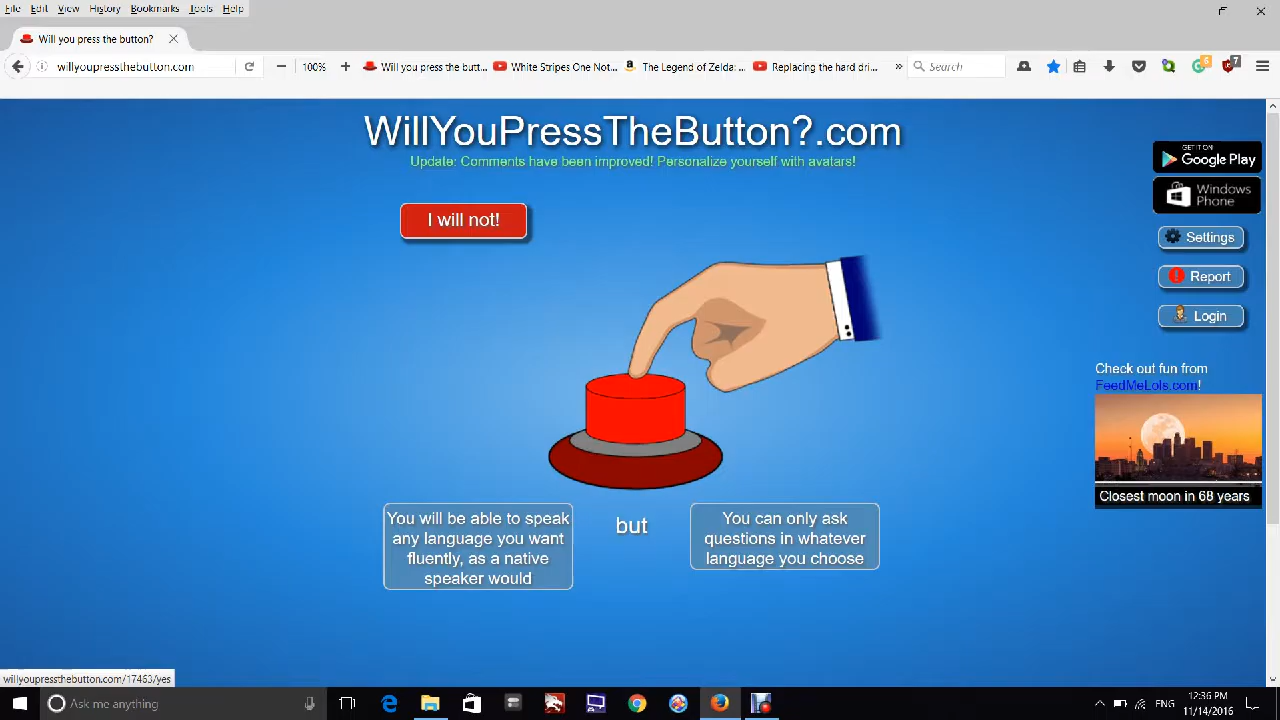 File Edit View History Bookmarks Tools Help
Will you press the button?
willyoupressthebutton.com
100%
Will you press the butt...
White Stripes One Not...
The Legend of Zelda: ...
Replacing the hard dri...
Search
6
7
WillYouPressTheButton?.com
Update: Comments have been improved! Personalize yourself with avatars!
GET IT ON
Google Play
Windows
Phone
I will not!
Settings
Report
Login
Check out fun from
FeedMeLols.com!
Closest moon in 68 years
You will be able to speak
any language you want
fluently, as a native
speaker would
but
You can only ask
questions in whatever
language you choose
willyoupressthebutton.com/17463/yes
Ask me anything
ENG
12:36 PM
11/14/2016